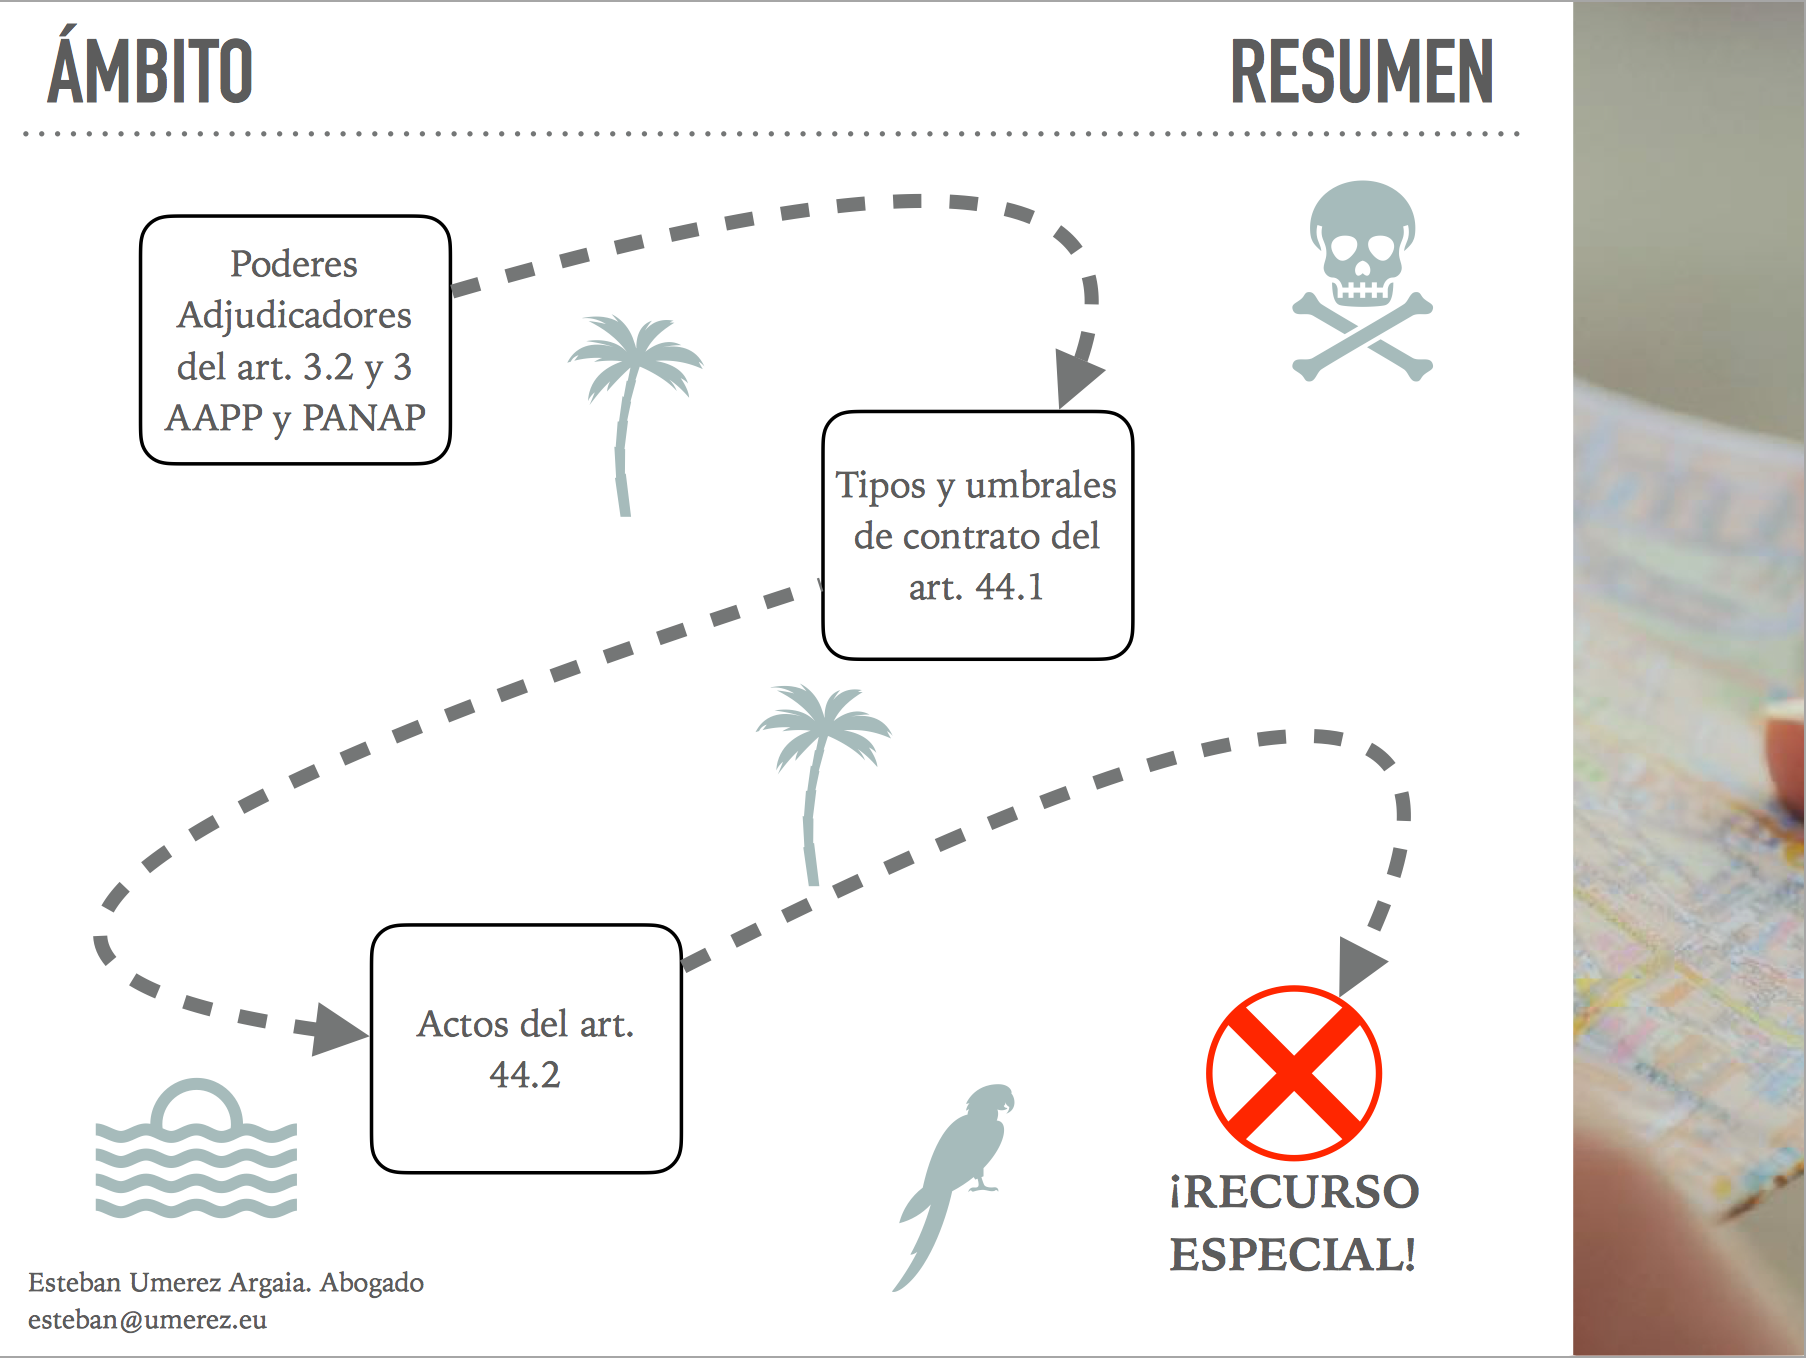 ÁMBITO
RESUMEN
Poderes
Adjudicadores
del art. 3.2 y 3
AAPP y PANAP
Tipos y umbrales
de contrato del
art. 44.1
Actos del art.
44.2
¡RECURSO
ESPECIAL!
Esteban Umerez Argaia. Abogado
esteban@umerez.eu